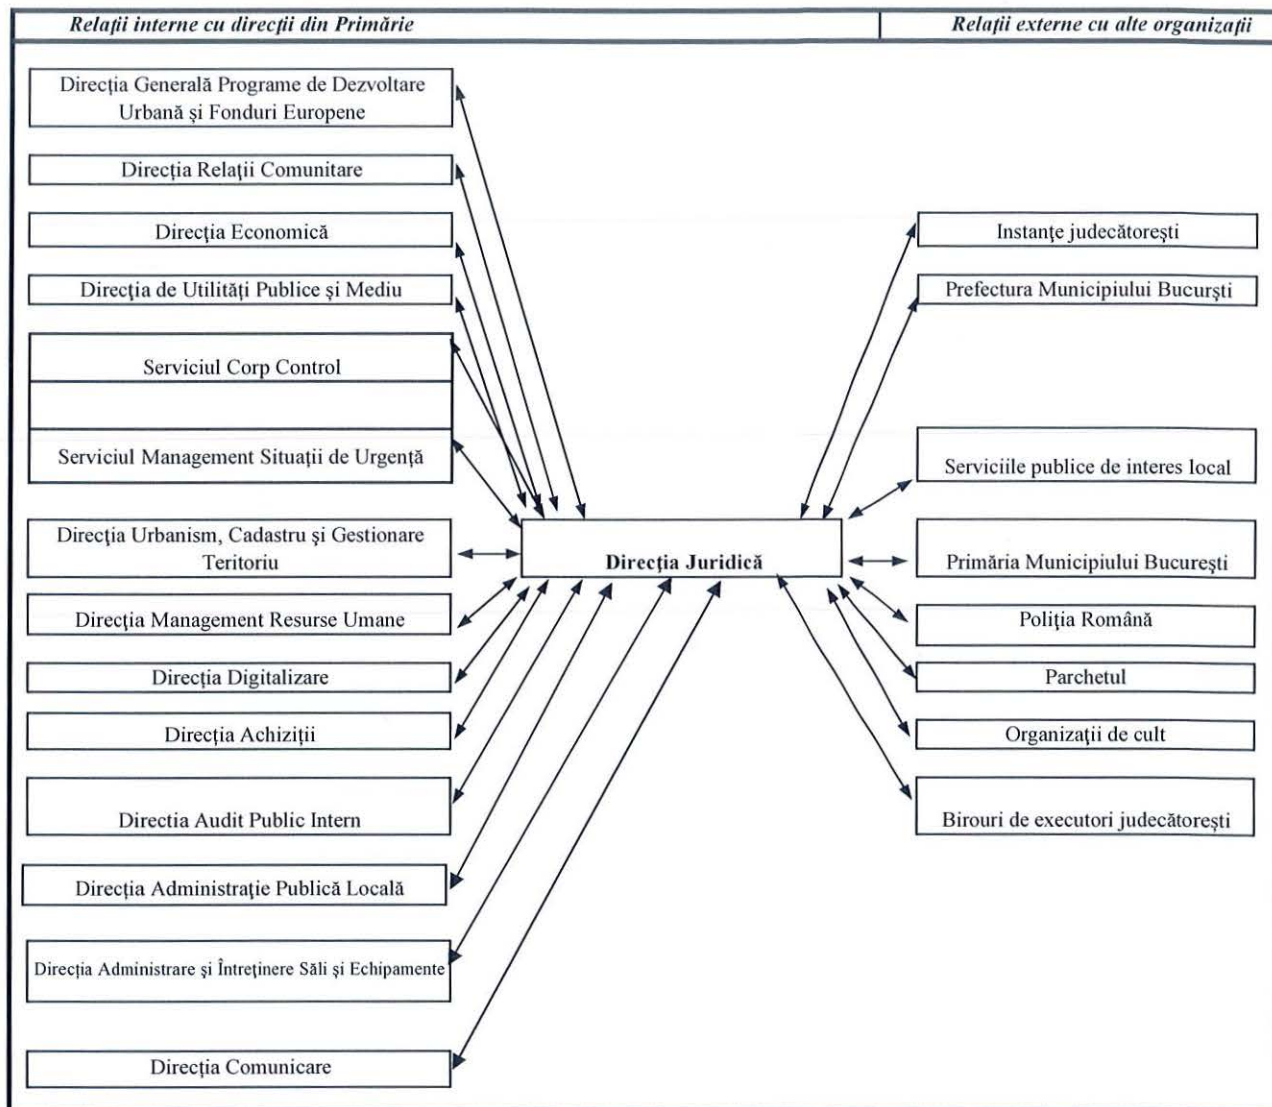 Relații interne cu direcții din Primărie
Relații externe cu alte organizații
Direcția Generală Programe de Dezvoltare
Urbană și Fonduri Europene
Direcția Relații Comunitare
Direcția Economică
Direcția de Utilități Publice și Mediu
Serviciul Corp Control
Serviciul Management Situații de Urgență
Direcția Urbanism, Cadastru și Gestionare
Teritoriu
Direcția Management Resurse Umane
Direcția Digitalizare
Direcția Achiziții
Directia Audit Public Intern
Direcția Administrație Publică Locală
Direcția Administrare și Întreținere Săli și Echipamente
Direcția Comunicare
Direcția Juridică
Instanțe judecătorești
Prefectura Municipiului Bucurști
Serviciile publice de interes local
Primăria Municipiului București
Poliția Română
Parchetul
Organizații de cult
Birouri de executori judecătorești